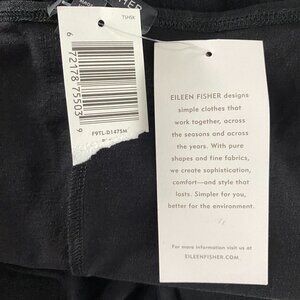 TSHSK
FISHER
6 72178 75503 9
F9TL-D1475M
EILEEN FISHER designs
simple clothes that
work together, across
the seasons and across
the years. With pure
shapes and fine fabrics,
we create sophistication,
comfort—and style that
lasts. Simpler for you,
better for the environment.
For more information visit us at
EILEENFISHER.COM